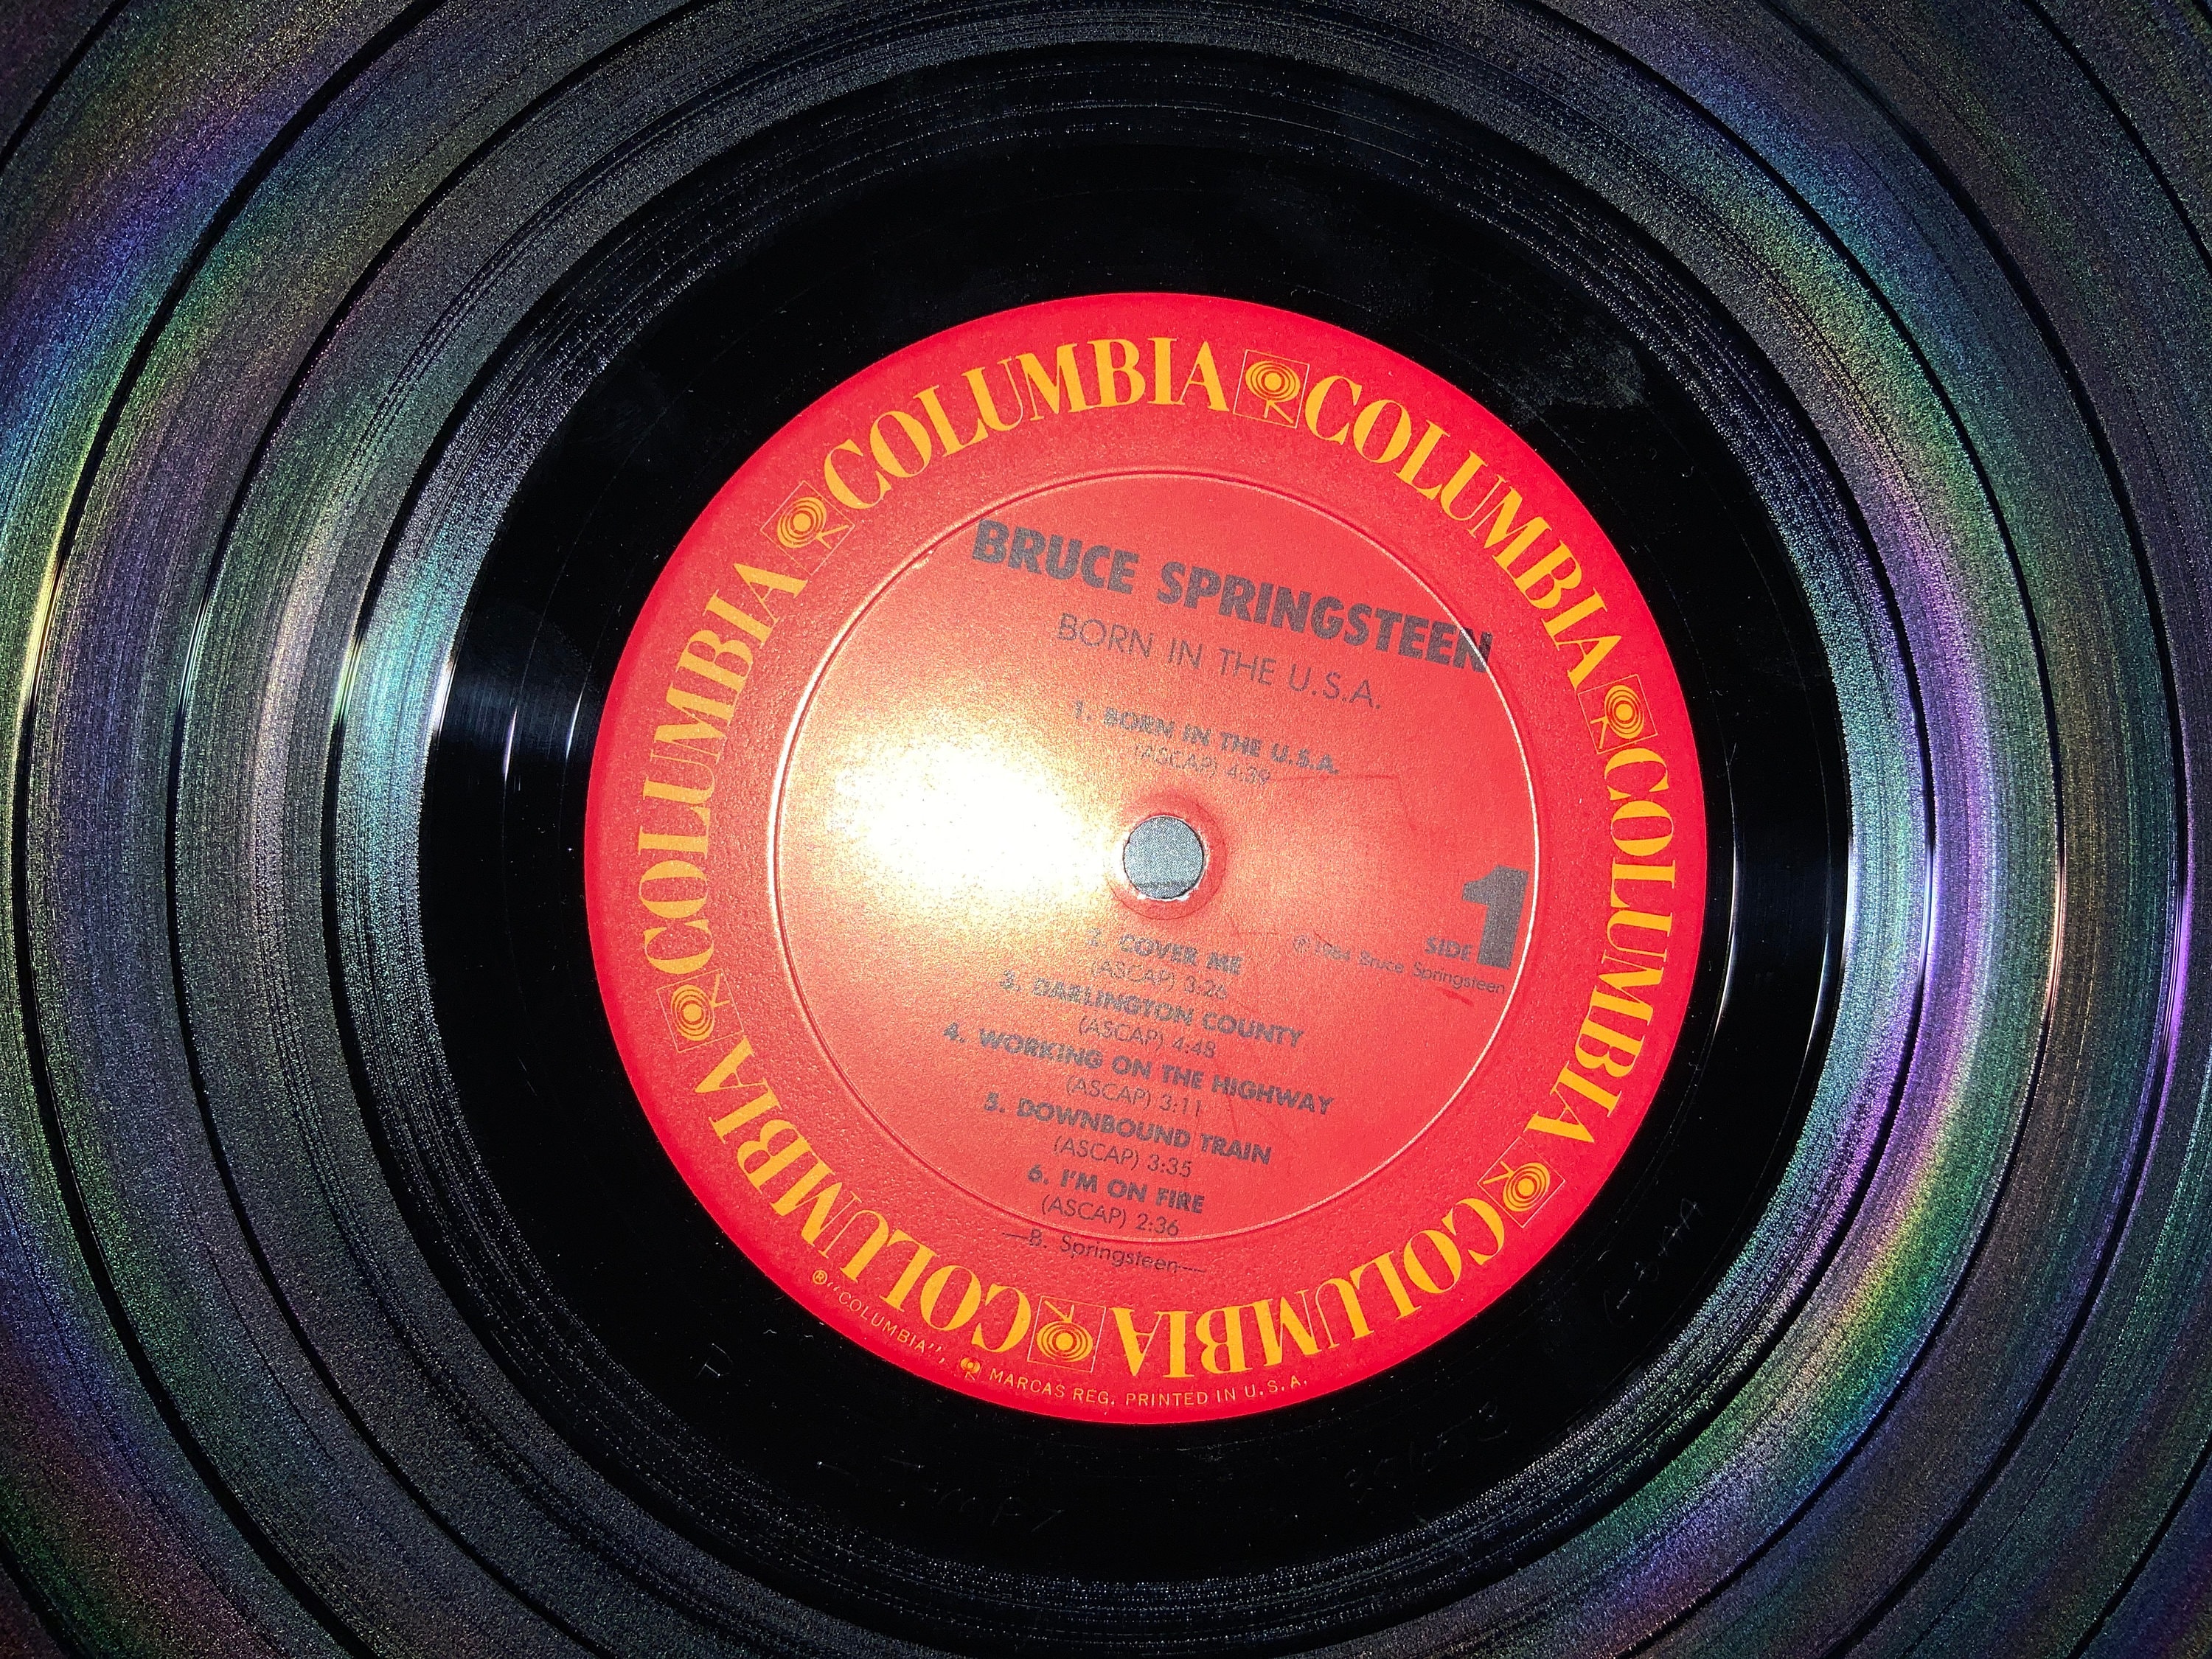 COLUMBIA COLUMBIA COLUMBIA COLUMBIA COLUMBIA COLUMBIA
BRUCE SPRINGSTEEN
BORN IN THE U.S.A.
1. BORN IN THE U.S.A.
(ASCAP) 4:39
SIDE 1
℗ 1984 Bruce Springsteen
2. COVER ME
(ASCAP) 3:26
3. DARLINGTON COUNTY
(ASCAP) 4:48
4. WORKING ON THE HIGHWAY
(ASCAP) 3:11
5. DOWNBOUND TRAIN
(ASCAP) 3:35
6. I'M ON FIRE
(ASCAP) 2:36
—B. Springsteen—
® "COLUMBIA", MARCAS REG. PRINTED IN U.S.A.